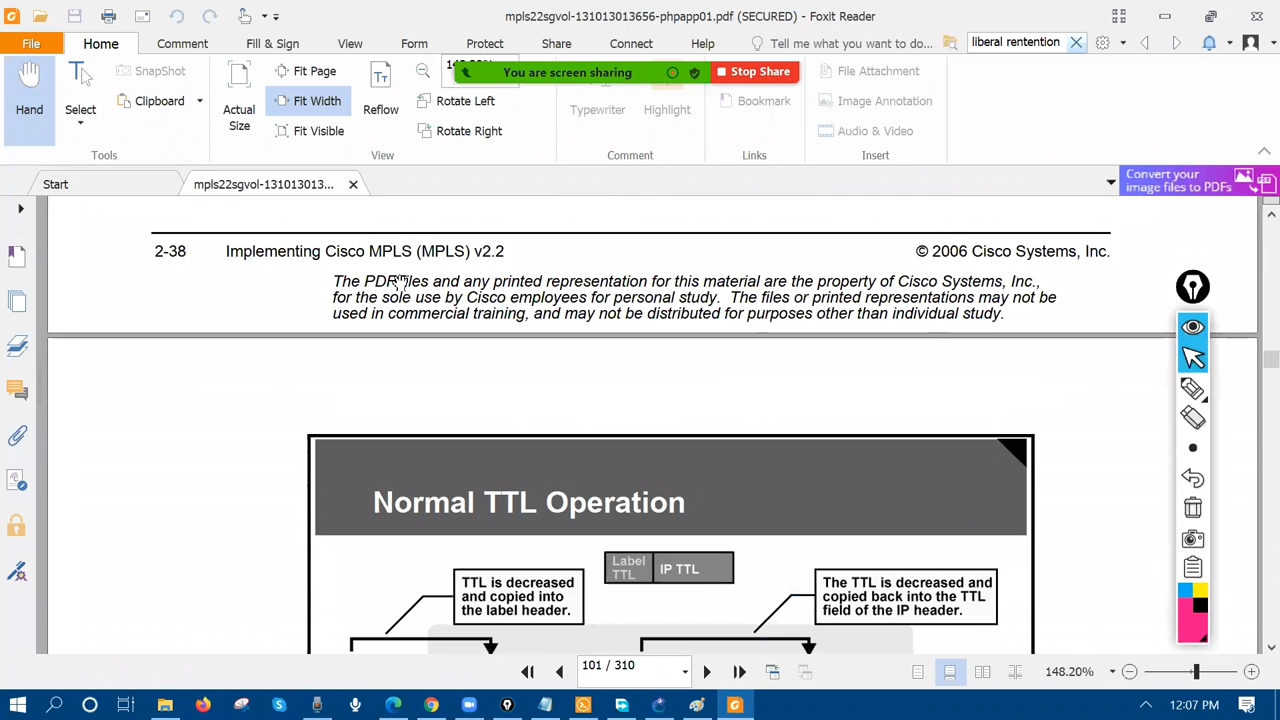 mpls22sgvol-131013013656-phpapp01.pdf (SECURED) - Foxit Reader
File
Home
Comment
Fill & Sign
View
Form
Protect
Share
Connect
Help
Tell me what you want to do...
liberal rentention
Hand
Select
SnapShot
Clipboard
Tools
Actual
Size
Fit Page
Fit Width
Fit Visible
Reflow
Rotate Left
Rotate Right
View
You are screen sharing
Stop Share
Typewriter
Highlight
Comment
Bookmark
Links
File Attachment
Image Annotation
Audio & Video
Insert
Start
mpls22sgvol-131013013...
Convert your
image files to PDFs
2-38 Implementing Cisco MPLS (MPLS) v2.2 © 2006 Cisco Systems, Inc.
The PDF files and any printed representation for this material are the property of Cisco Systems, Inc.,
for the sole use by Cisco employees for personal study. The files or printed representations may not be
used in commercial training, and may not be distributed for purposes other than individual study.
Normal TTL Operation
Label
TTL
IP TTL
TTL is decreased
and copied into
the label header.
The TTL is decreased and
copied back into the TTL
field of the IP header.
101 / 310
148.20%
12:07 PM